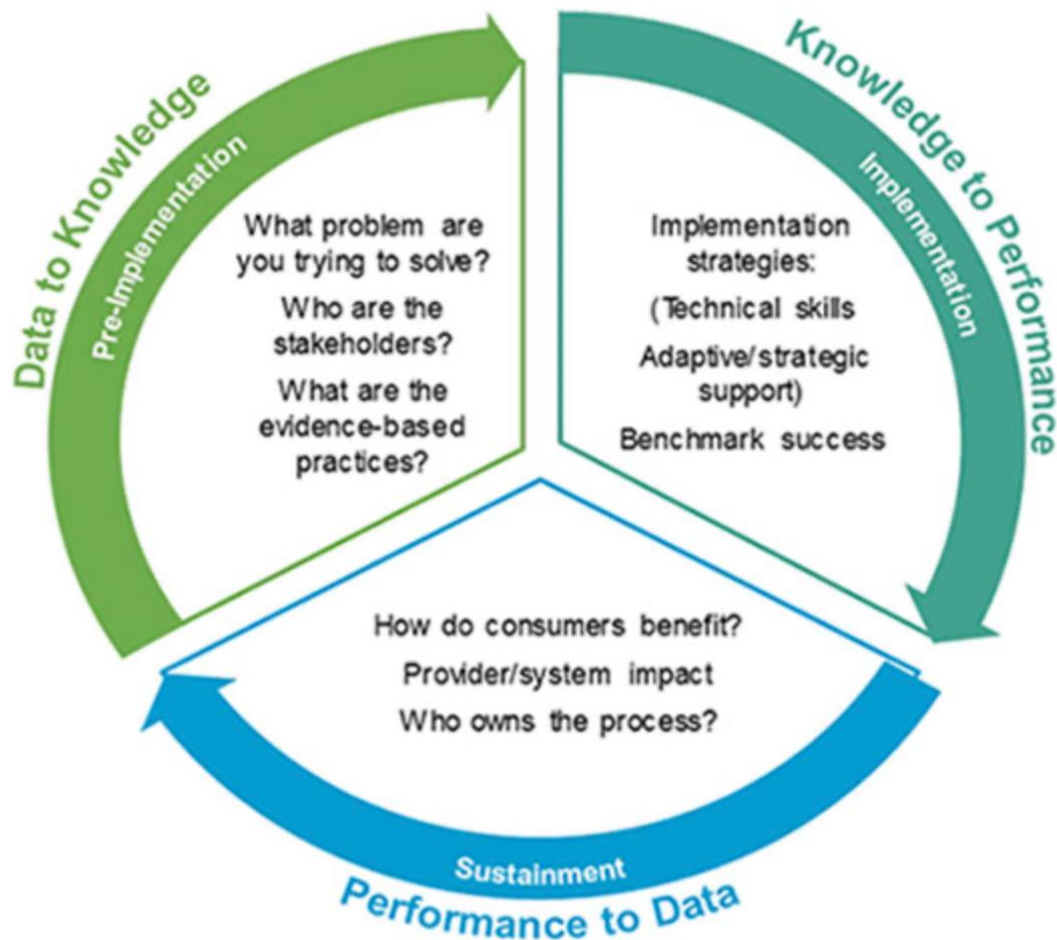 Data to Knowledge
Pre-Implementation
What problem are
you trying to solve?
Who are the
stakeholders?
What are the
evidence-based
practices?
Knowledge to Performance
Implementation
Implementation
strategies:
(Technical skills
Adaptive/strategic
support)
Benchmark success
How do consumers benefit?
Provider/system impact
Who owns the process?
Sustainment
Performance to Data